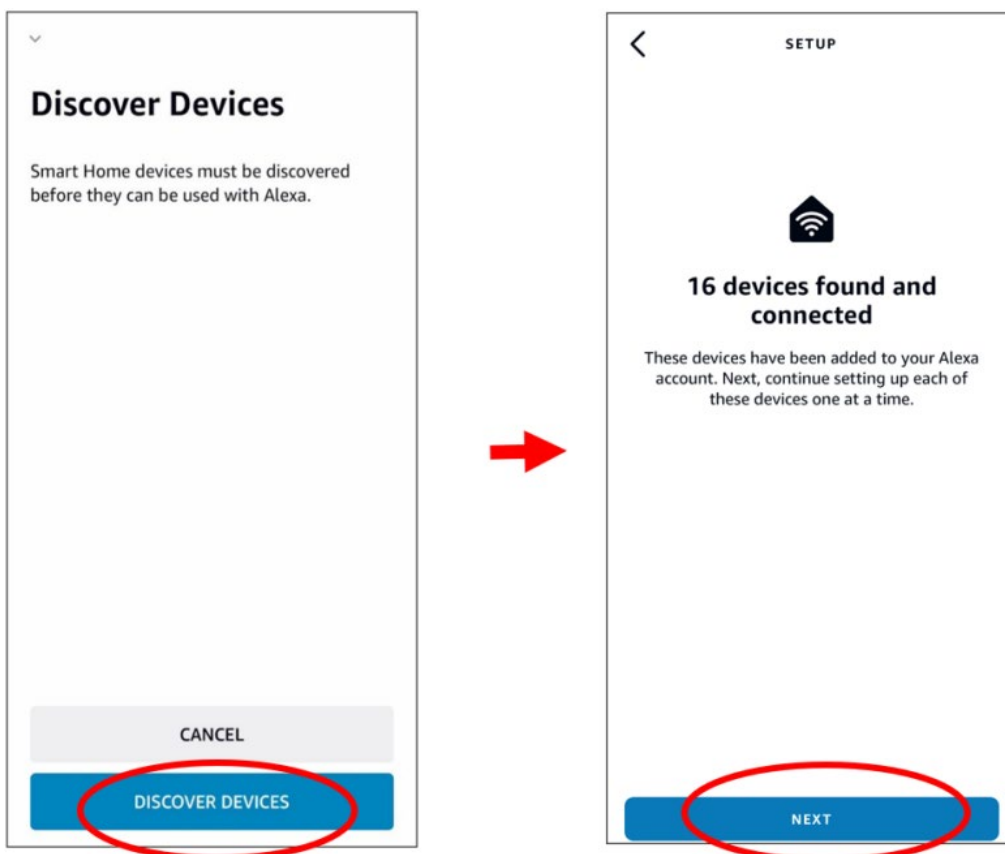 Discover Devices
Smart Home devices must be discovered
before they can be used with Alexa.
CANCEL
DISCOVER DEVICES
SETUP
16 devices found and
connected
These devices have been added to your Alexa
account. Next, continue setting up each of
these devices one at a time.
NEXT